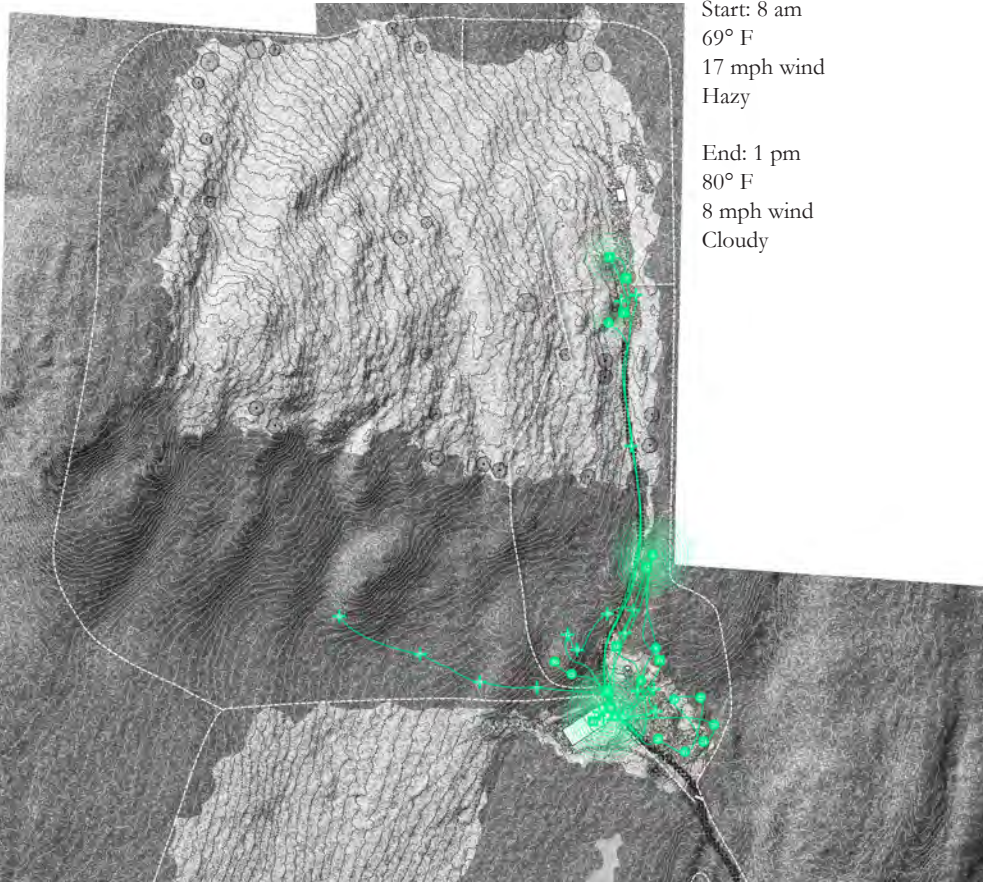 Start: 8 am
69° F
17 mph wind
Hazy
End: 1 pm
80° F
8 mph wind
Cloudy